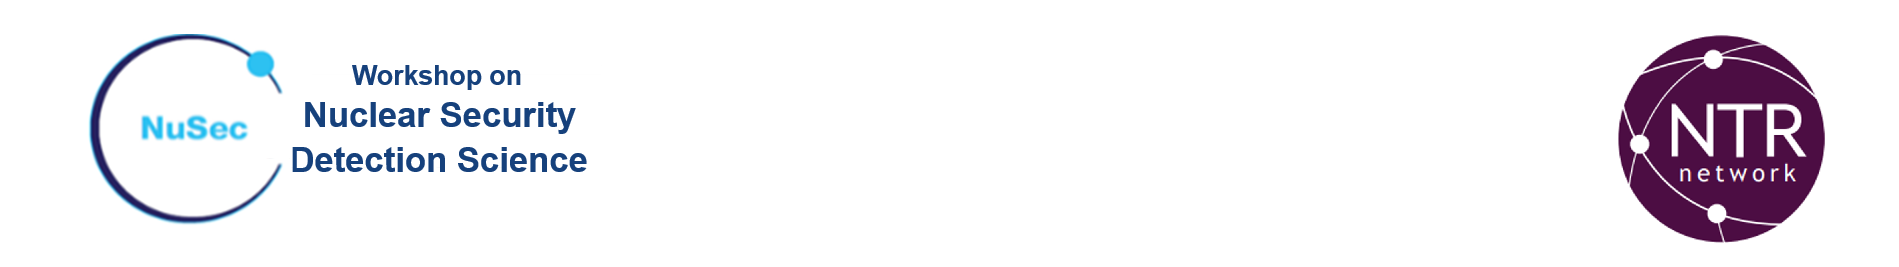 NuSec
Workshop on
Nuclear Security
Detection Science
NTR
network